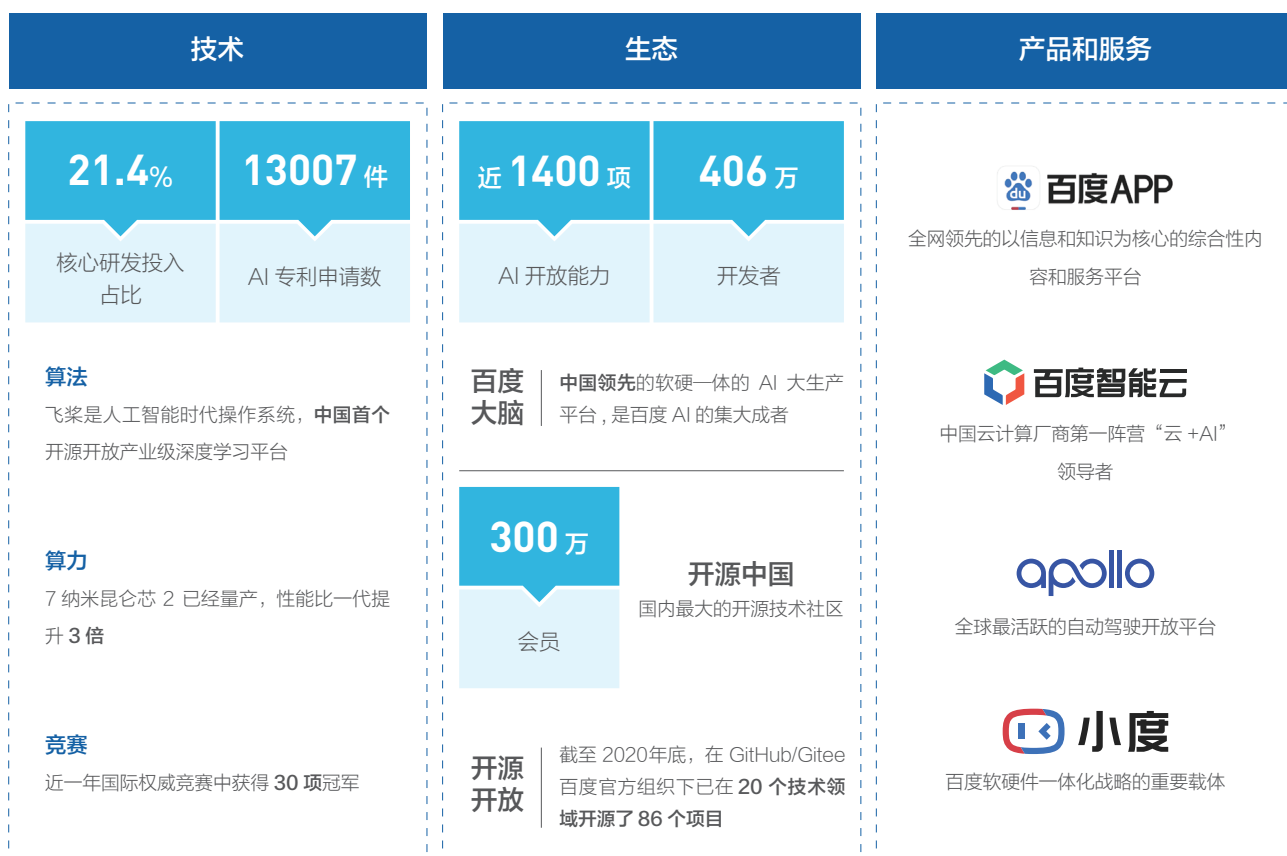 技术
21.4%
13007 件
核心研发投入
占比
AI 专利申请数
算法
飞桨是人工智能时代操作系统，中国首个
开源开放产业级深度学习平台
算力
7 纳米昆仑芯 2 已经量产，性能比一代提
升 3 倍
竞赛
近一年国际权威竞赛中获得 30 项冠军
生态
近 1400 项
406 万
AI 开放能力
开发者
百度
大脑
中国领先的软硬一体的 AI 大生产
平台 , 是百度 AI 的集大成者
300 万
会员
开源中国
国内最大的开源技术社区
开源
开放
截至 2020年底，在 GitHub/Gitee
百度官方组织下已在 20 个技术领
域开源了 86 个项目
产品和服务
du 百度APP
全网领先的以信息和知识为核心的综合性内
容和服务平台
百度智能云
中国云计算厂商第一阵营“云 +AI”
领导者
apollo
全球最活跃的自动驾驶开放平台
小度
百度软硬件一体化战略的重要载体